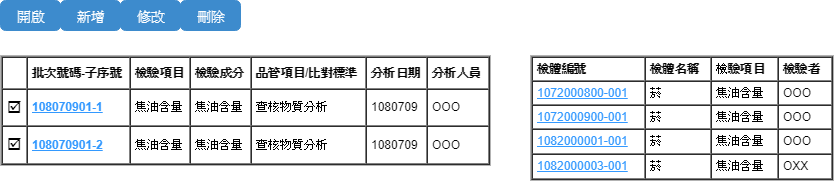 開啟 新增 修改 刪除
批次號碼-子序號 檢驗項目 檢驗成分 品管項目/比對標準 分析日期 分析人員
108070901-1 焦油含量 焦油含量 查核物質分析 1080709 OOO
108070901-2 焦油含量 焦油含量 查核物質分析 1080709 OOO
檢體編號 檢體名稱 檢驗項目 檢驗者
1072000800-001 菸 焦油含量 OOO
1072000900-001 菸 焦油含量 OOO
1082000001-001 菸 焦油含量 OOO
1082000003-001 菸 焦油含量 OXX